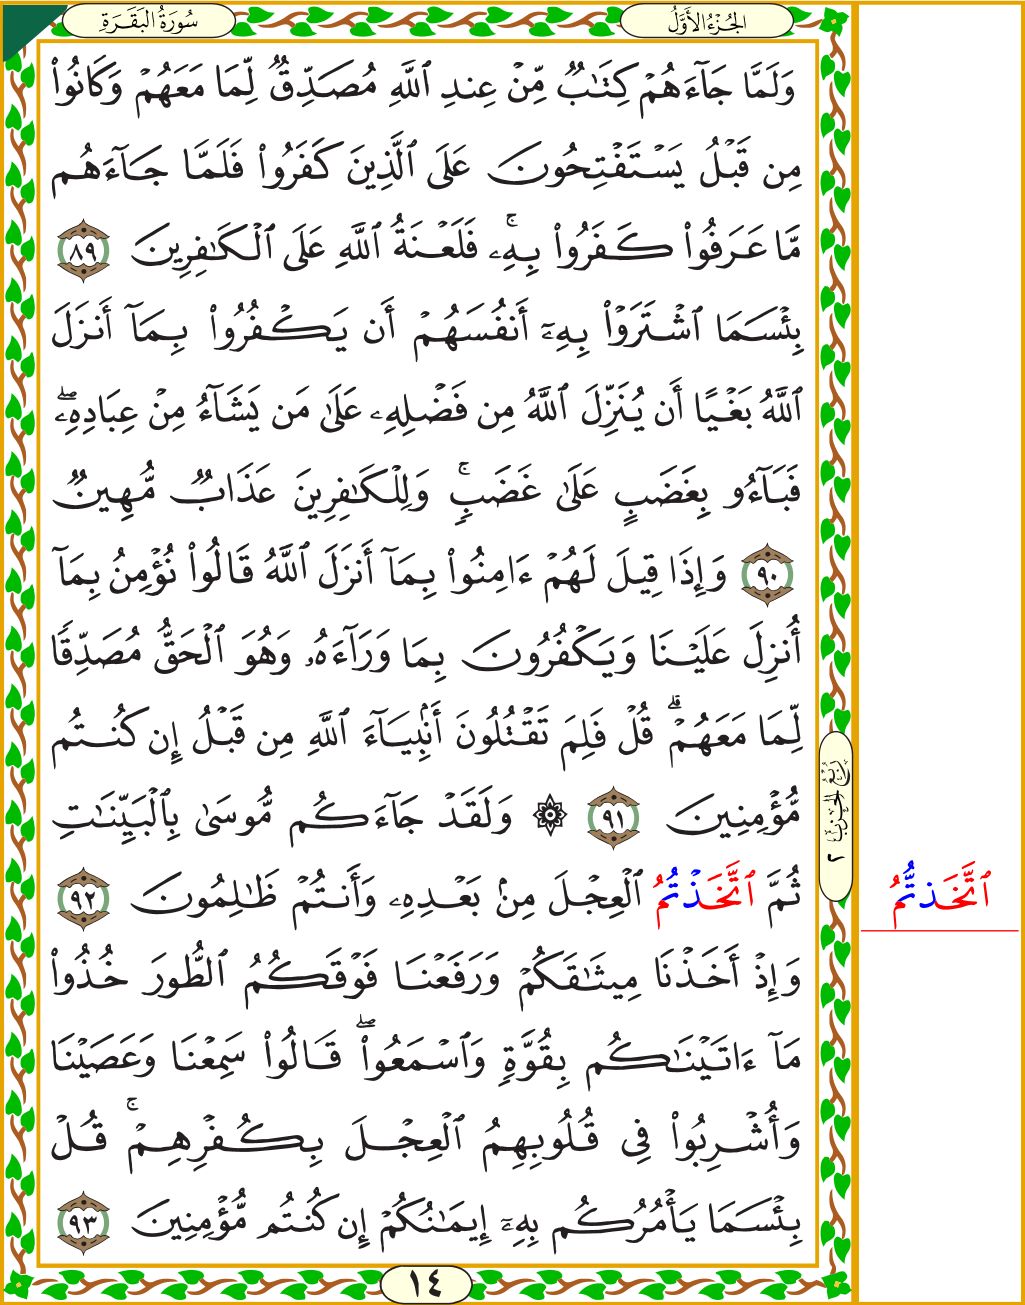 سُورَةُ البَقَرَةِ
الجُزْءُ الأَوَّلُ
وَلَمَّا جَآءَهُمْ كِتَٰبٌ مِّنْ عِندِ ٱللَّهِ مُصَدِّقٌ لِّمَا مَعَهُمْ وَكَانُوا۟
مِن قَبْلُ يَسْتَفْتِحُونَ عَلَى ٱلَّذِينَ كَفَرُوا۟ فَلَمَّا جَآءَهُم
مَّا عَرَفُوا۟ كَفَرُوا۟ بِهِۦۚ فَلَعْنَةُ ٱللَّهِ عَلَى ٱلْكَٰفِرِينَ ٨٩
بِئْسَمَا ٱشْتَرَوْا۟ بِهِۦٓ أَنفُسَهُمْ أَن يَكْفُرُوا۟ بِمَآ أَنزَلَ
ٱللَّهُ بَغْيًا أَن يُنَزِّلَ ٱللَّهُ مِن فَضْلِهِۦ عَلَىٰ مَن يَشَآءُ مِنْ عِبَادِهِۦۖ
فَبَآءُو بِغَضَبٍ عَلَىٰ غَضَبٍۚ وَلِلْكَٰفِرِينَ عَذَابٌ مُّهِينٌ
٩٠ وَإِذَا قِيلَ لَهُمْ ءَامِنُوا۟ بِمَآ أَنزَلَ ٱللَّهُ قَالُوا۟ نُؤْمِنُ بِمَآ
أُنزِلَ عَلَيْنَا وَيَكْفُرُونَ بِمَا وَرَآءَهُۥ وَهُوَ ٱلْحَقُّ مُصَدِّقًا
لِّمَا مَعَهُمْۗ قُلْ فَلِمَ تَقْتُلُونَ أَنۢبِيَآءَ ٱللَّهِ مِن قَبْلُ إِن كُنتُم
مُّؤْمِنِينَ ٩١ ۞ وَلَقَدْ جَآءَكُم مُّوسَىٰ بِٱلْبَيِّنَٰتِ
ثُمَّ ٱتَّخَذْتُمُ ٱلْعِجْلَ مِنۢ بَعْدِهِۦ وَأَنتُمْ ظَٰلِمُونَ ٩٢
وَإِذْ أَخَذْنَا مِيثَٰقَكُمْ وَرَفَعْنَا فَوْقَكُمُ ٱلطُّورَ خُذُوا۟
مَآ ءَاتَيْنَٰكُم بِقُوَّةٍ وَٱسْمَعُوا۟ۖ قَالُوا۟ سَمِعْنَا وَعَصَيْنَا
وَأُشْرِبُوا۟ فِى قُلُوبِهِمُ ٱلْعِجْلَ بِكُفْرِهِمْۚ قُلْ
بِئْسَمَا يَأْمُرُكُم بِهِۦٓ إِيمَٰنُكُمْ إِن كُنتُم مُّؤْمِنِينَ ٩٣
١٤
رُبْعُ الحِزْبِ ٢
ٱتَّخَذتُّمُ